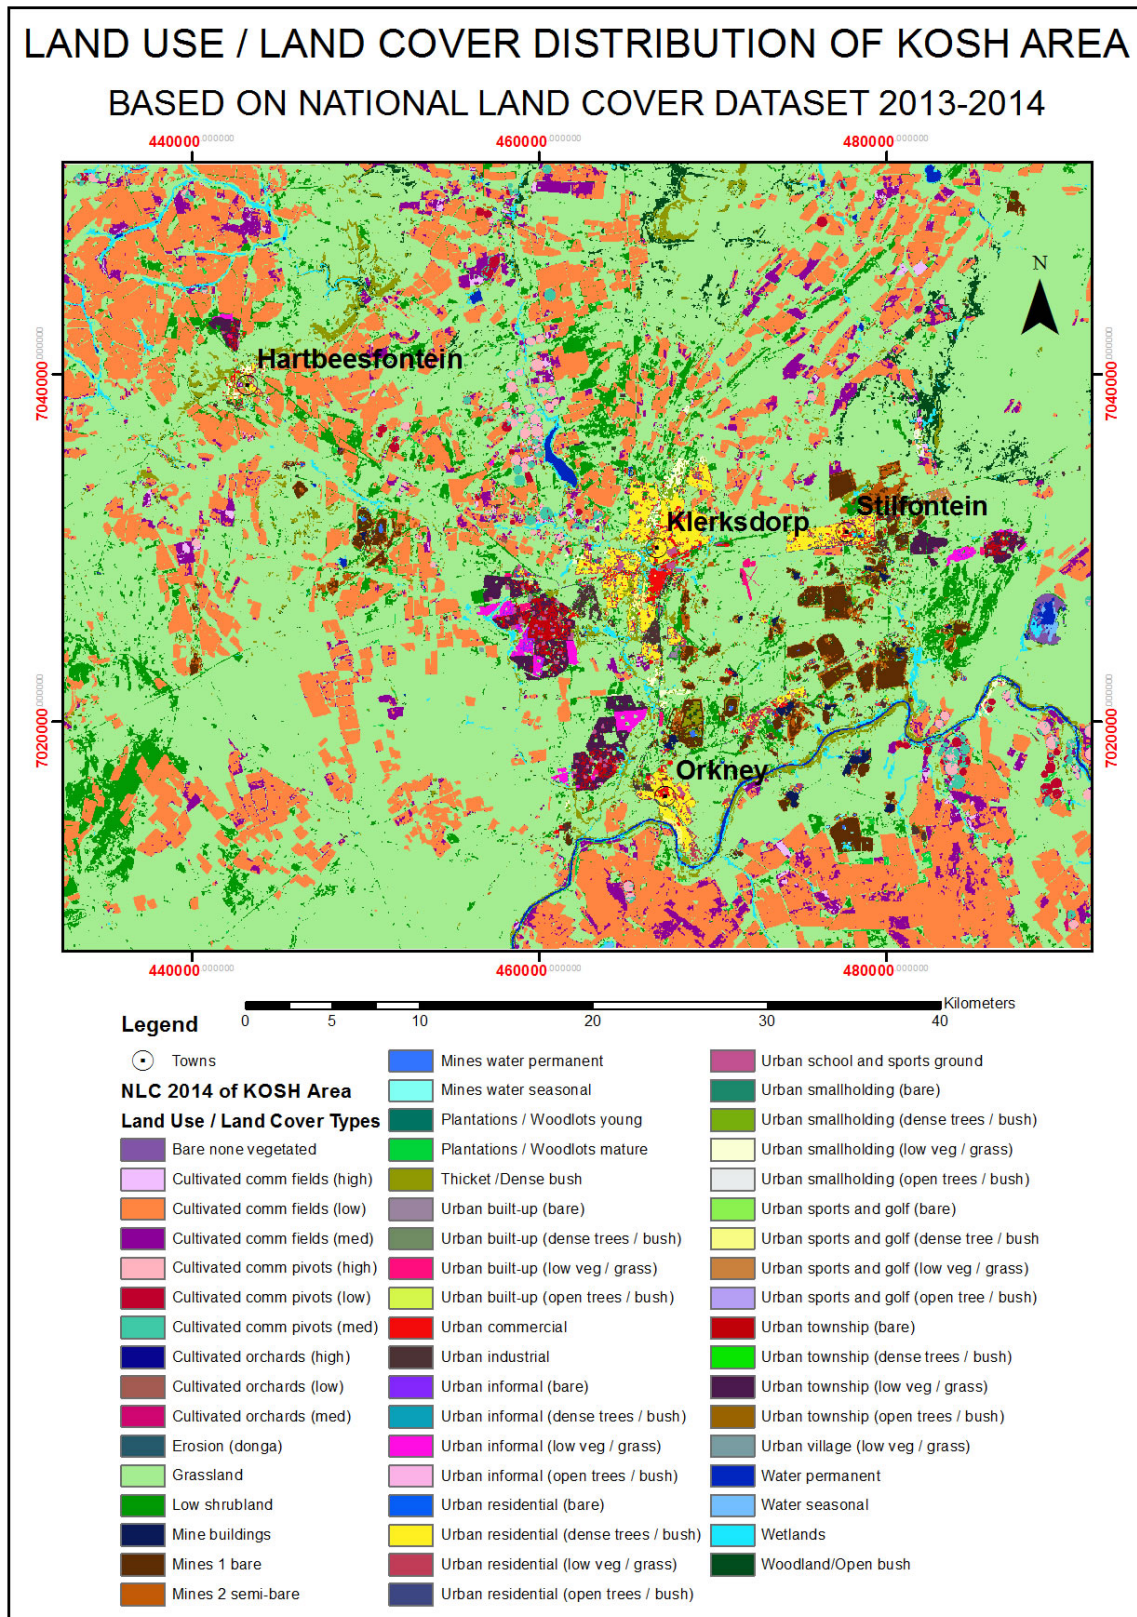 LAND USE / LAND COVER DISTRIBUTION OF KOSH AREA
BASED ON NATIONAL LAND COVER DATASET 2013-2014
440000.000000
460000.000000
480000.000000
7040000.000000
7020000.000000
N
Hartbeesfontein
Klerksdorp
Stilfontein
Orkney
7040000.000000
7020000.000000
440000.000000
460000.000000
480000.000000
Kilometers
0 5 10 20 30 40
Legend
Towns
NLC 2014 of KOSH Area
Land Use / Land Cover Types
Bare none vegetated
Cultivated comm fields (high)
Cultivated comm fields (low)
Cultivated comm fields (med)
Cultivated comm pivots (high)
Cultivated comm pivots (low)
Cultivated comm pivots (med)
Cultivated orchards (high)
Cultivated orchards (low)
Cultivated orchards (med)
Erosion (donga)
Grassland
Low shrubland
Mine buildings
Mines 1 bare
Mines 2 semi-bare
Mines water permanent
Mines water seasonal
Plantations / Woodlots young
Plantations / Woodlots mature
Thicket /Dense bush
Urban built-up (bare)
Urban built-up (dense trees / bush)
Urban built-up (low veg / grass)
Urban built-up (open trees / bush)
Urban commercial
Urban industrial
Urban informal (bare)
Urban informal (dense trees / bush)
Urban informal (low veg / grass)
Urban informal (open trees / bush)
Urban residential (bare)
Urban residential (dense trees / bush)
Urban residential (low veg / grass)
Urban residential (open trees / bush)
Urban school and sports ground
Urban smallholding (bare)
Urban smallholding (dense trees / bush)
Urban smallholding (low veg / grass)
Urban smallholding (open trees / bush)
Urban sports and golf (bare)
Urban sports and golf (dense tree / bush
Urban sports and golf (low veg / grass)
Urban sports and golf (open tree / bush)
Urban township (bare)
Urban township (dense trees / bush)
Urban township (low veg / grass)
Urban township (open trees / bush)
Urban village (low veg / grass)
Water permanent
Water seasonal
Wetlands
Woodland/Open bush